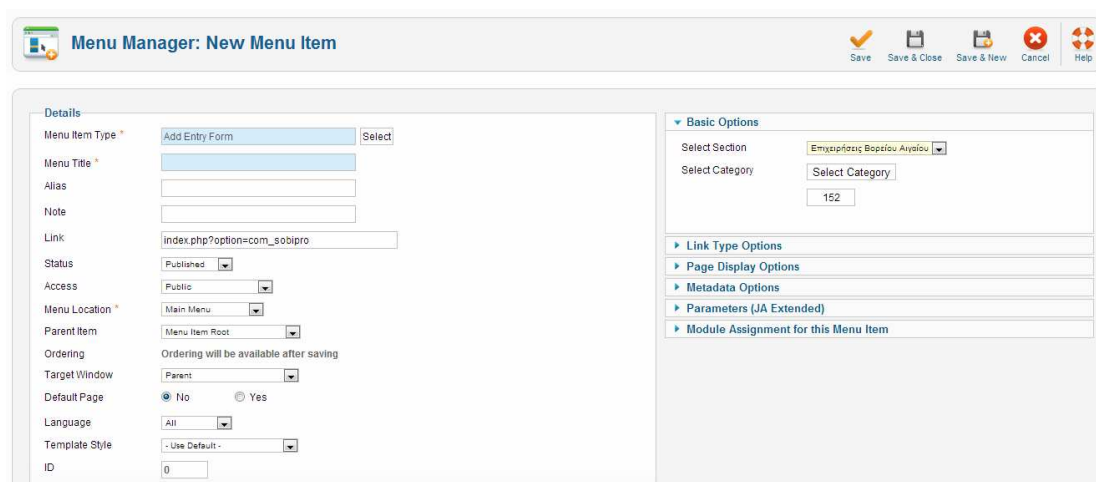 Menu Manager: New Menu Item
Save
Save & Close
Save & New
Cancel
Help
Details
Menu Item Type * Add Entry Form Select
Menu Title *
Alias
Note
Link index.php?option=com_sobipro
Status Published
Access Public
Menu Location * Main Menu
Parent Item Menu Item Root
Ordering Ordering will be available after saving
Target Window Parent
Default Page No Yes
Language All
Template Style - Use Default -
ID 0
Basic Options
Select Section Επιχειρήσεις Βορείου Αιγαίου
Select Category Select Category
152
Link Type Options
Page Display Options
Metadata Options
Parameters (JA Extended)
Module Assignment for this Menu Item